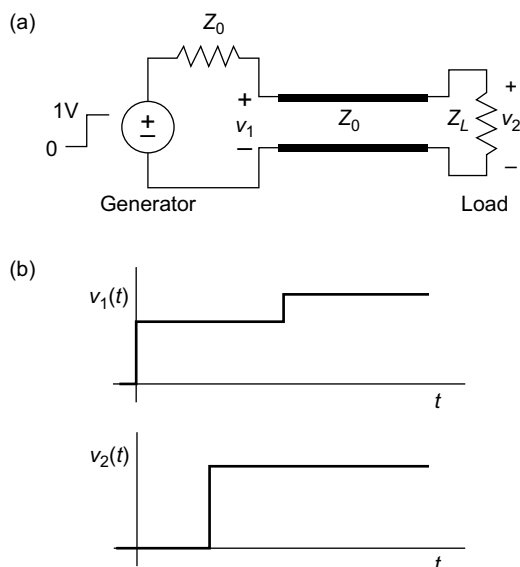 (a)
Z0
1V
0
+
–
+
v1
–
Z0
ZL
+
v2
–
Generator
Load
(b)
v1(t)
t
v2(t)
t